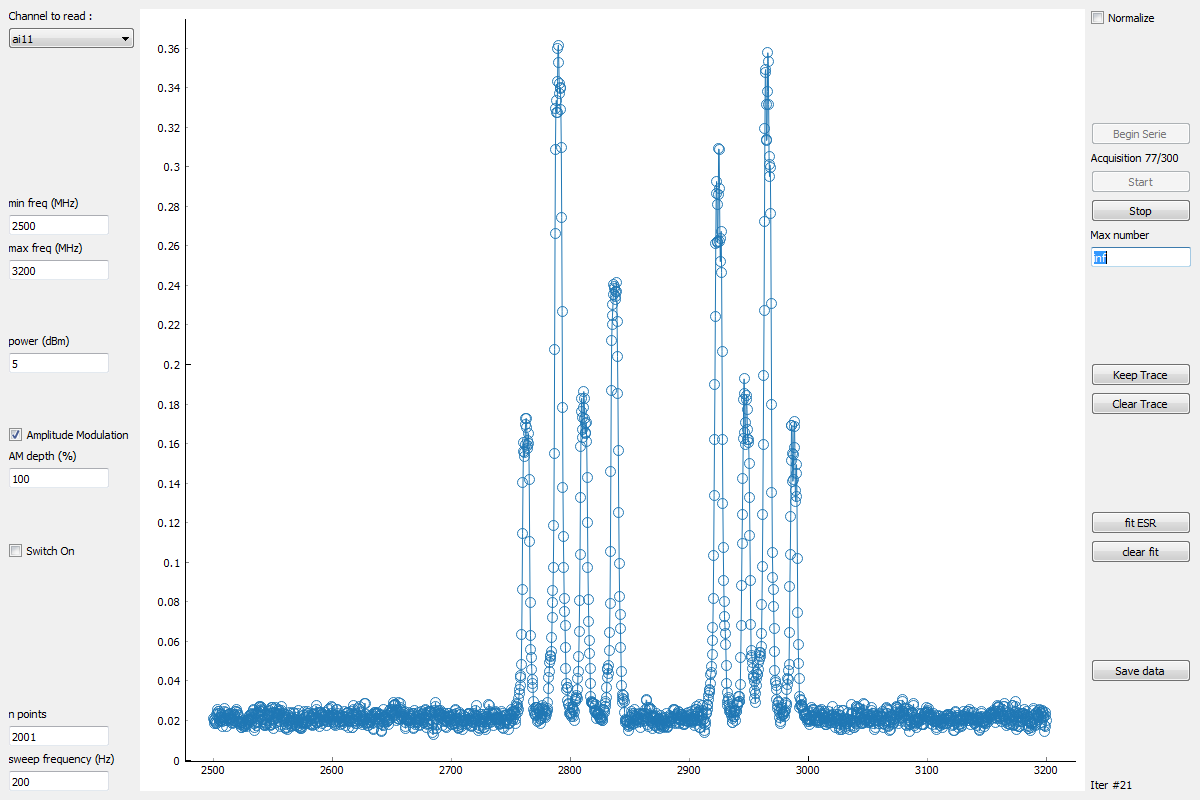 Channel to read :
ai11
min freq (MHz)
2500
max freq (MHz)
3200
power (dBm)
5
Amplitude Modulation
AM depth (%)
100
Switch On
n points
2001
sweep frequency (Hz)
200
0.36
0.34
0.32
0.3
0.28
0.26
0.24
0.22
0.2
0.18
0.16
0.14
0.12
0.1
0.08
0.06
0.04
0.02
0
2500 2600 2700 2800 2900 3000 3100 3200
Normalize
Begin Serie
Acquisition 77/300
Start
Stop
Max number
inf
Keep Trace
Clear Trace
fit ESR
clear fit
Save data
Iter #21